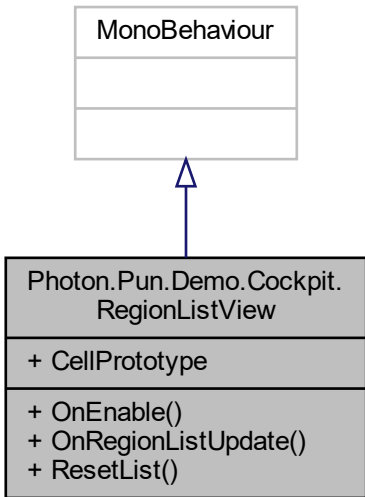 MonoBehaviour
Photon.Pun.Demo.Cockpit.
RegionListView
+ CellPrototype
+ OnEnable()
+ OnRegionListUpdate()
+ ResetList()